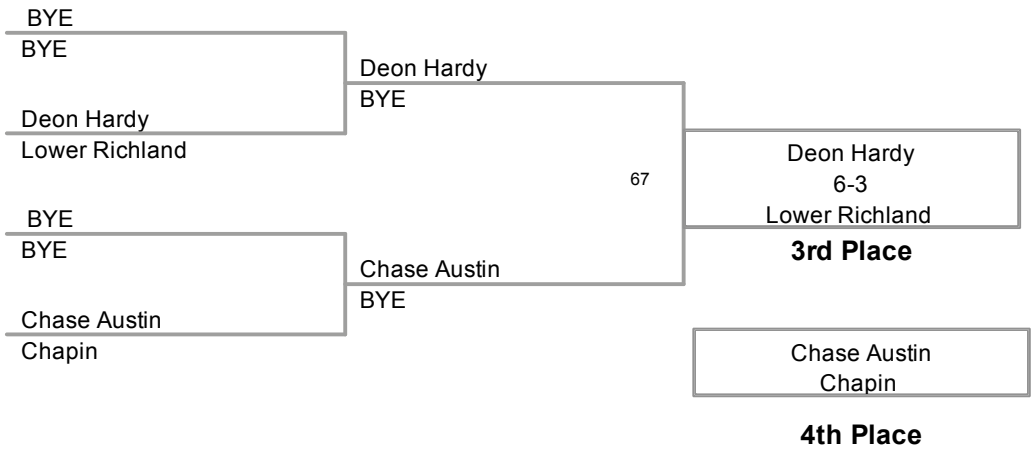 BYE
BYE
Deon Hardy
BYE
Deon Hardy
Lower Richland
67
Deon Hardy
6-3
Lower Richland
3rd Place
BYE
BYE
Chase Austin
BYE
Chase Austin
Chapin
Chase Austin
Chapin
4th Place